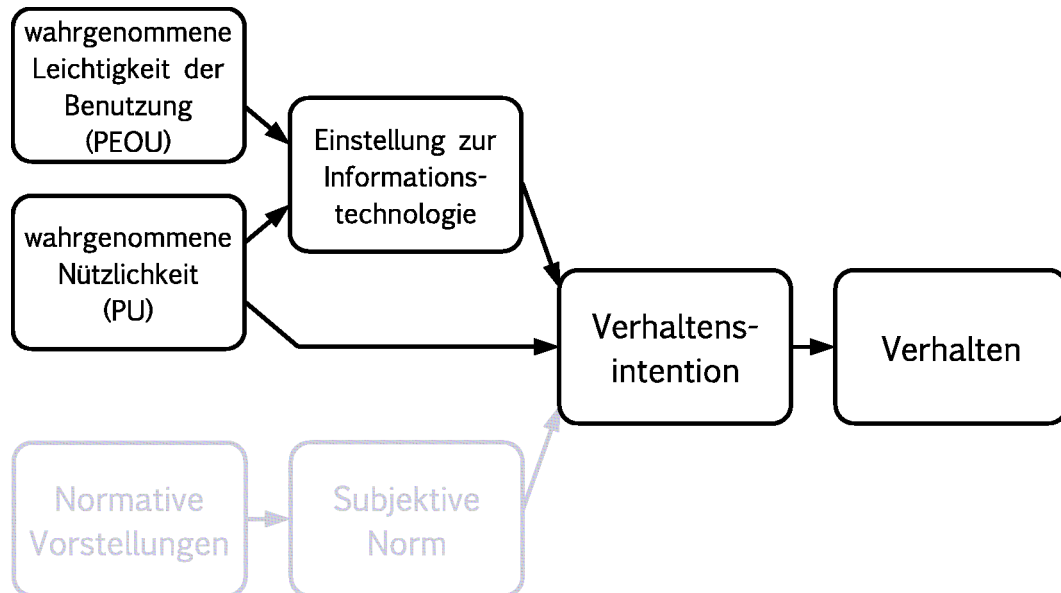 wahrgenommene
Leichtigkeit der
Benutzung
(PEOU)
Einstellung zur
Informations-
technologie
wahrgenommene
Nützlichkeit
(PU)
Verhaltens-
intention
Verhalten
Normative
Vorstellungen
Subjektive
Norm